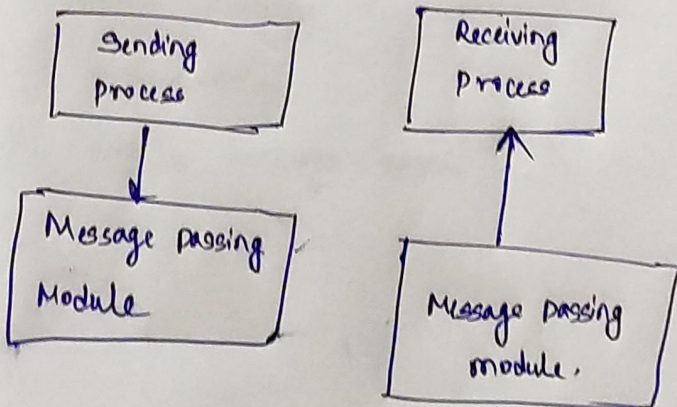 Sending
process
Receiving
process
Message passing
Module
Message passing
module.